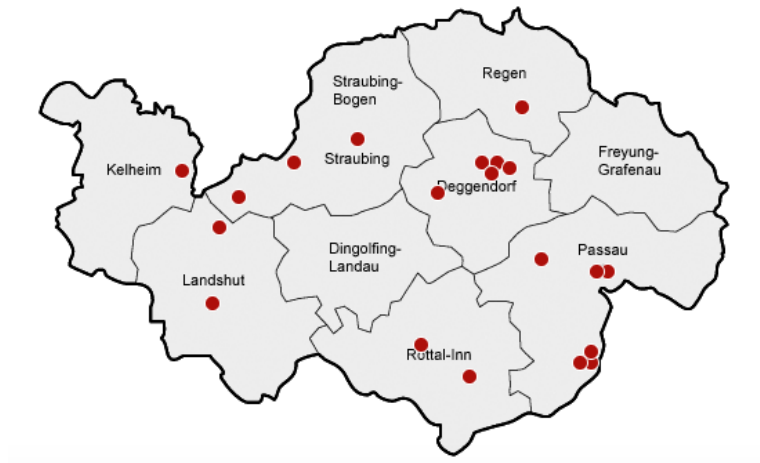 Regen
Straubing-
Bogen
Straubing
Freyung-
Grafenau
Kelheim
Deggendorf
Passau
Dingolfing-
Landau
Landshut
Rottal-Inn